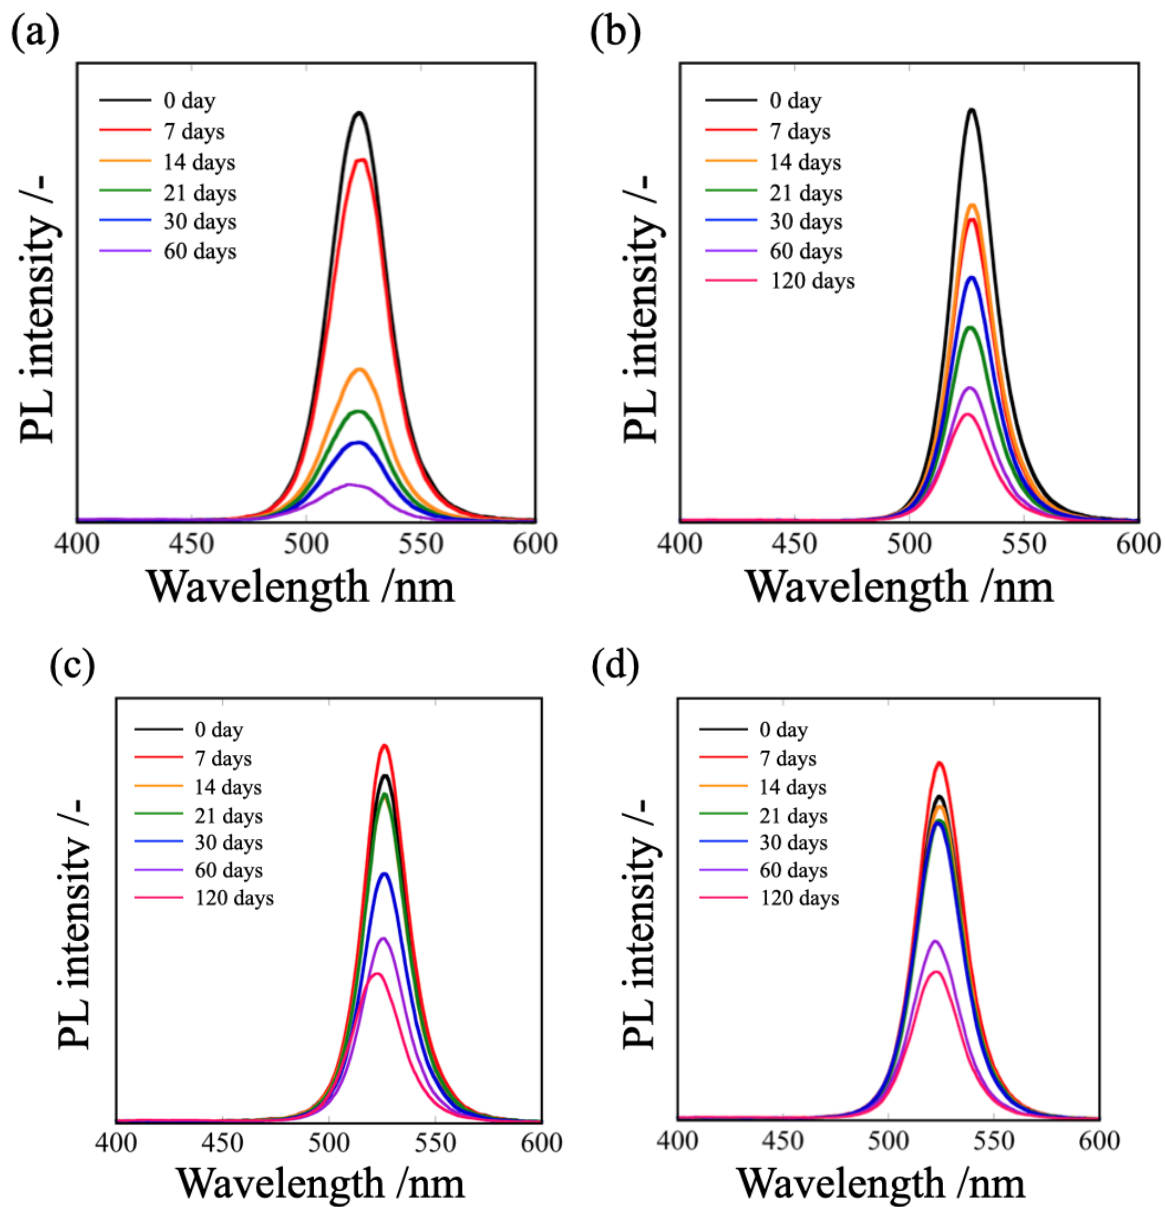 (a)
0 day
7 days
14 days
21 days
30 days
60 days
PL intensity /-
400 450 500 550 600
Wavelength /nm
(b)
0 day
7 days
14 days
21 days
30 days
60 days
120 days
PL intensity /-
400 450 500 550 600
Wavelength /nm
(c)
0 day
7 days
14 days
21 days
30 days
60 days
120 days
PL intensity /-
400 450 500 550 600
Wavelength /nm
(d)
0 day
7 days
14 days
21 days
30 days
60 days
120 days
PL intensity /-
400 450 500 550 600
Wavelength /nm